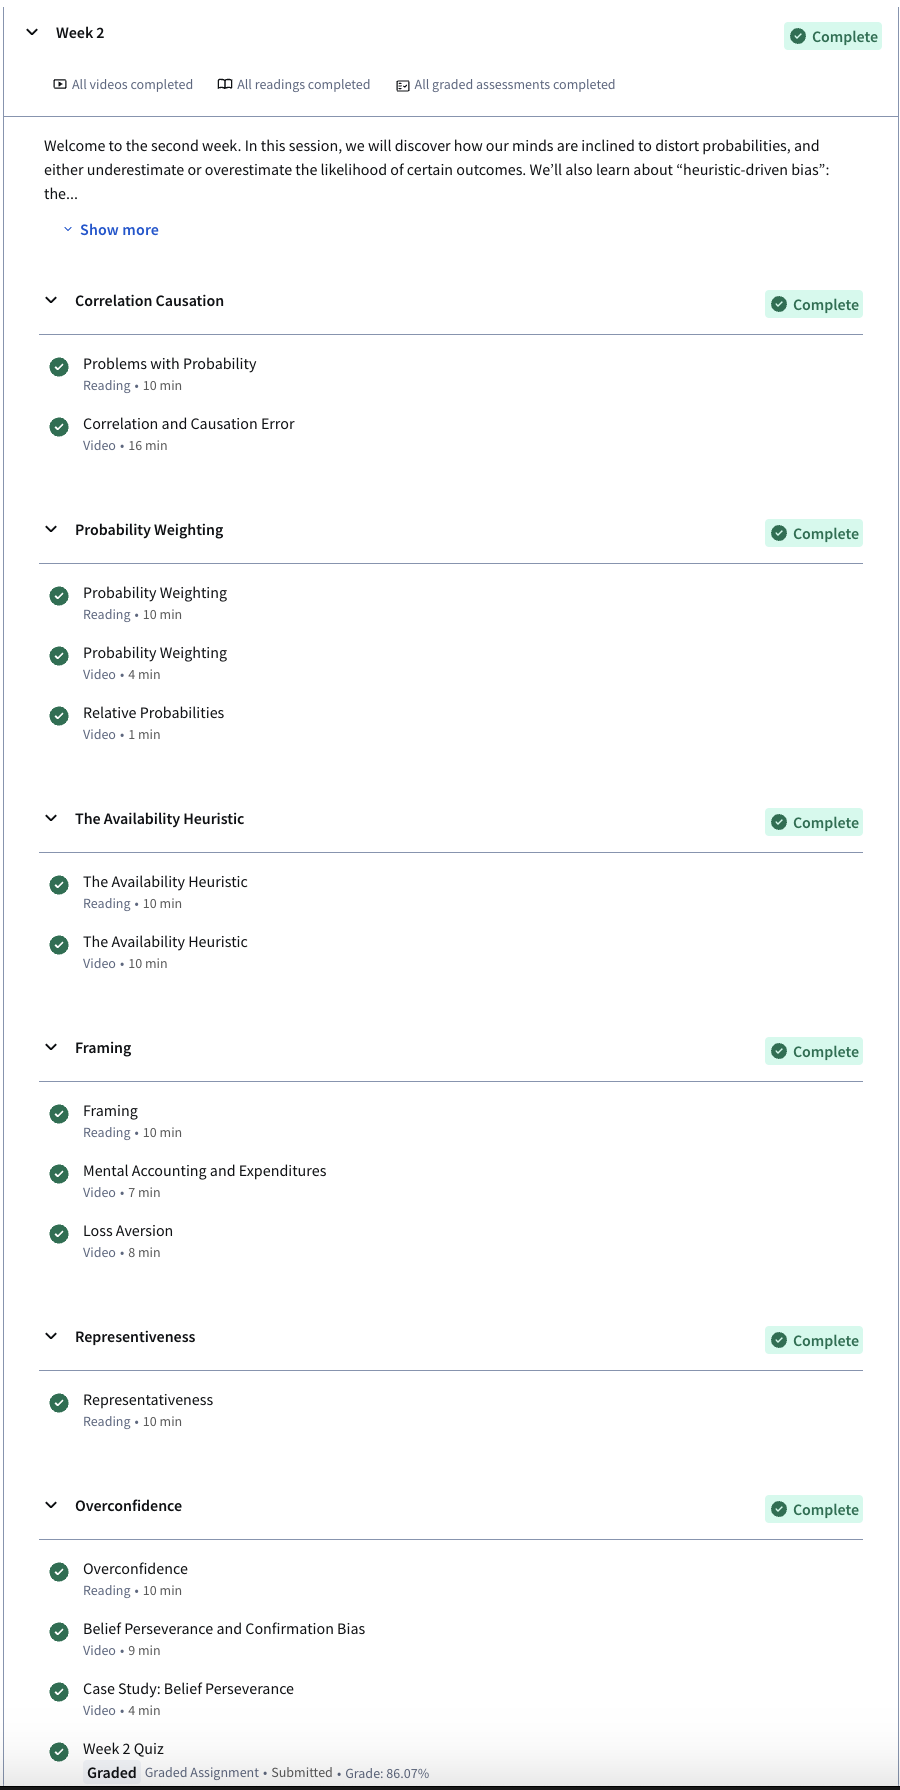 Week 2
Complete
All videos completed All readings completed All graded assessments completed
Welcome to the second week. In this session, we will discover how our minds are inclined to distort probabilities, and
either underestimate or overestimate the likelihood of certain outcomes. We’ll also learn about “heuristic-driven bias”:
the...
Show more
Correlation Causation
Complete
Problems with Probability
Reading • 10 min
Correlation and Causation Error
Video • 16 min
Probability Weighting
Complete
Probability Weighting
Reading • 10 min
Probability Weighting
Video • 4 min
Relative Probabilities
Video • 1 min
The Availability Heuristic
Complete
The Availability Heuristic
Reading • 10 min
The Availability Heuristic
Video • 10 min
Framing
Complete
Framing
Reading • 10 min
Mental Accounting and Expenditures
Video • 7 min
Loss Aversion
Video • 8 min
Representiveness
Complete
Representativeness
Reading • 10 min
Overconfidence
Complete
Overconfidence
Reading • 10 min
Belief Perseverance and Confirmation Bias
Video • 9 min
Case Study: Belief Perseverance
Video • 4 min
Week 2 Quiz
Graded Graded Assignment • Submitted • Grade: 86.07%